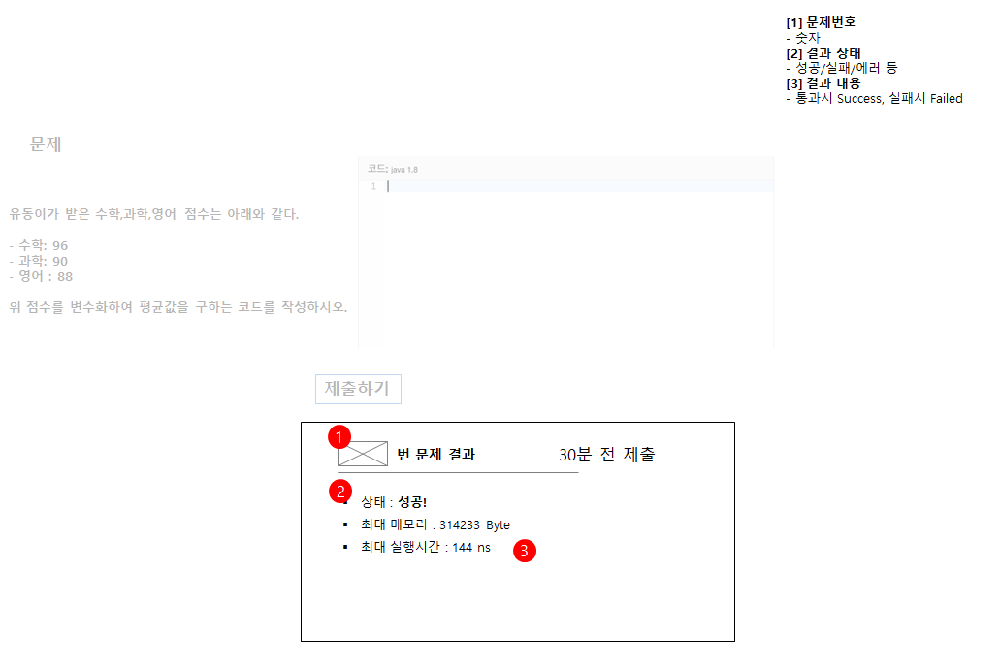 [1] 문제번호
- 숫자
[2] 결과 상태
- 성공/실패/에러 등
[3] 결과 내용
- 통과시 Success, 실패시 Failed
문제
코드: java 1.8
1
유동이가 받은 수학,과학,영어 점수는 아래와 같다.
- 수학: 96
- 과학: 90
- 영어 : 88
위 점수를 변수화하여 평균값을 구하는 코드를 작성하시오.
제출하기
1
번 문제 결과 30분 전 제출
2
▪ 상태 : 성공!
▪ 최대 메모리 : 314233 Byte
▪ 최대 실행시간 : 144 ns
3